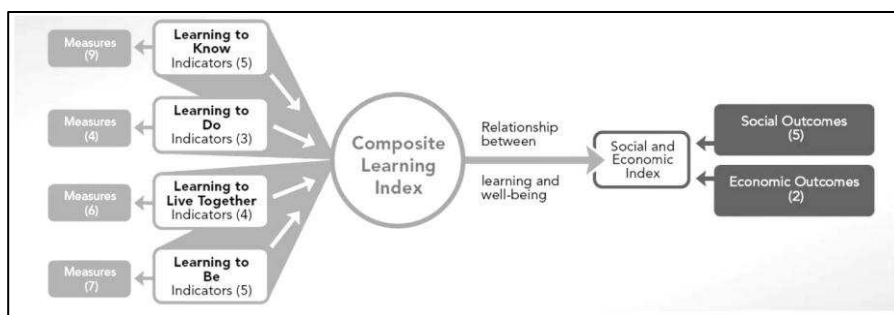 Measures
(9)
Learning to
Know
Indicators (5)
Measures
(4)
Learning to
Do
Indicators (3)
Measures
(6)
Learning to
Live Together
Indicators (4)
Measures
(7)
Learning to
Be
Indicators (5)
Composite
Learning
Index
Relationship
between
learning and
well-being
Social and
Economic
Index
Social Outcomes
(5)
Economic Outcomes
(2)